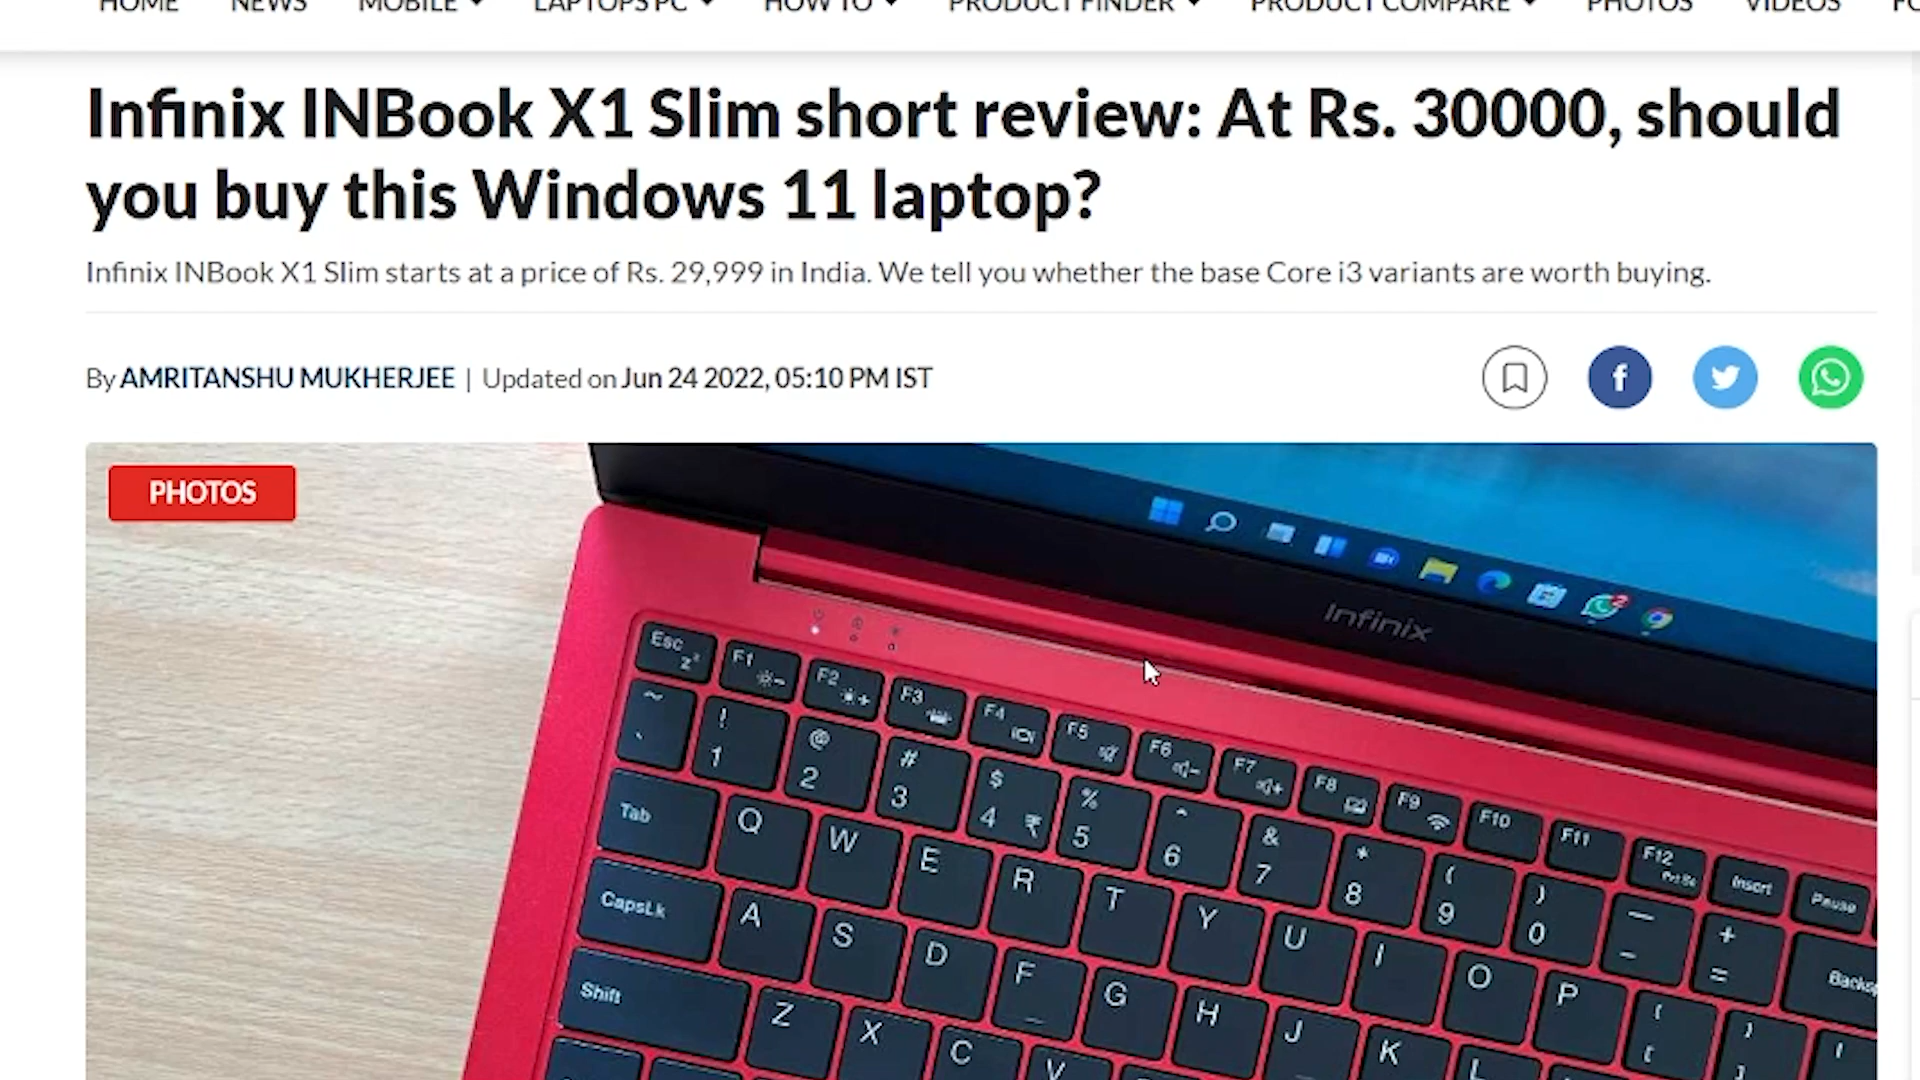 HOME NEWS MOBILE LAPTOPS PC HOW TO PRODUCT FINDER PRODUCT COMPARE PHOTOS VIDEOS
Infinix INBook X1 Slim short review: At Rs. 30000, should
you buy this Windows 11 laptop?
Infinix INBook X1 Slim starts at a price of Rs. 29,999 in India. We tell you whether the base Core i3 variants are worth buying.
By AMRITANSHU MUKHERJEE | Updated on Jun 24 2022, 05:10 PM IST
PHOTOS
Infinix
Esc F1 F2 F3 F4 F5 F6 F7 F8 F9 F10 F11 F12 Prt Sc Insert Pause
~ ` ! 1 @ 2 # 3 $ 4 ₹ % 5 ^ 6 & 7 * 8 ( 9 ) 0 — - + = Backs
Tab Q W E R T Y U I O P { [ } ]
CapsLk A S D F G H J K L
Shift Z X C V